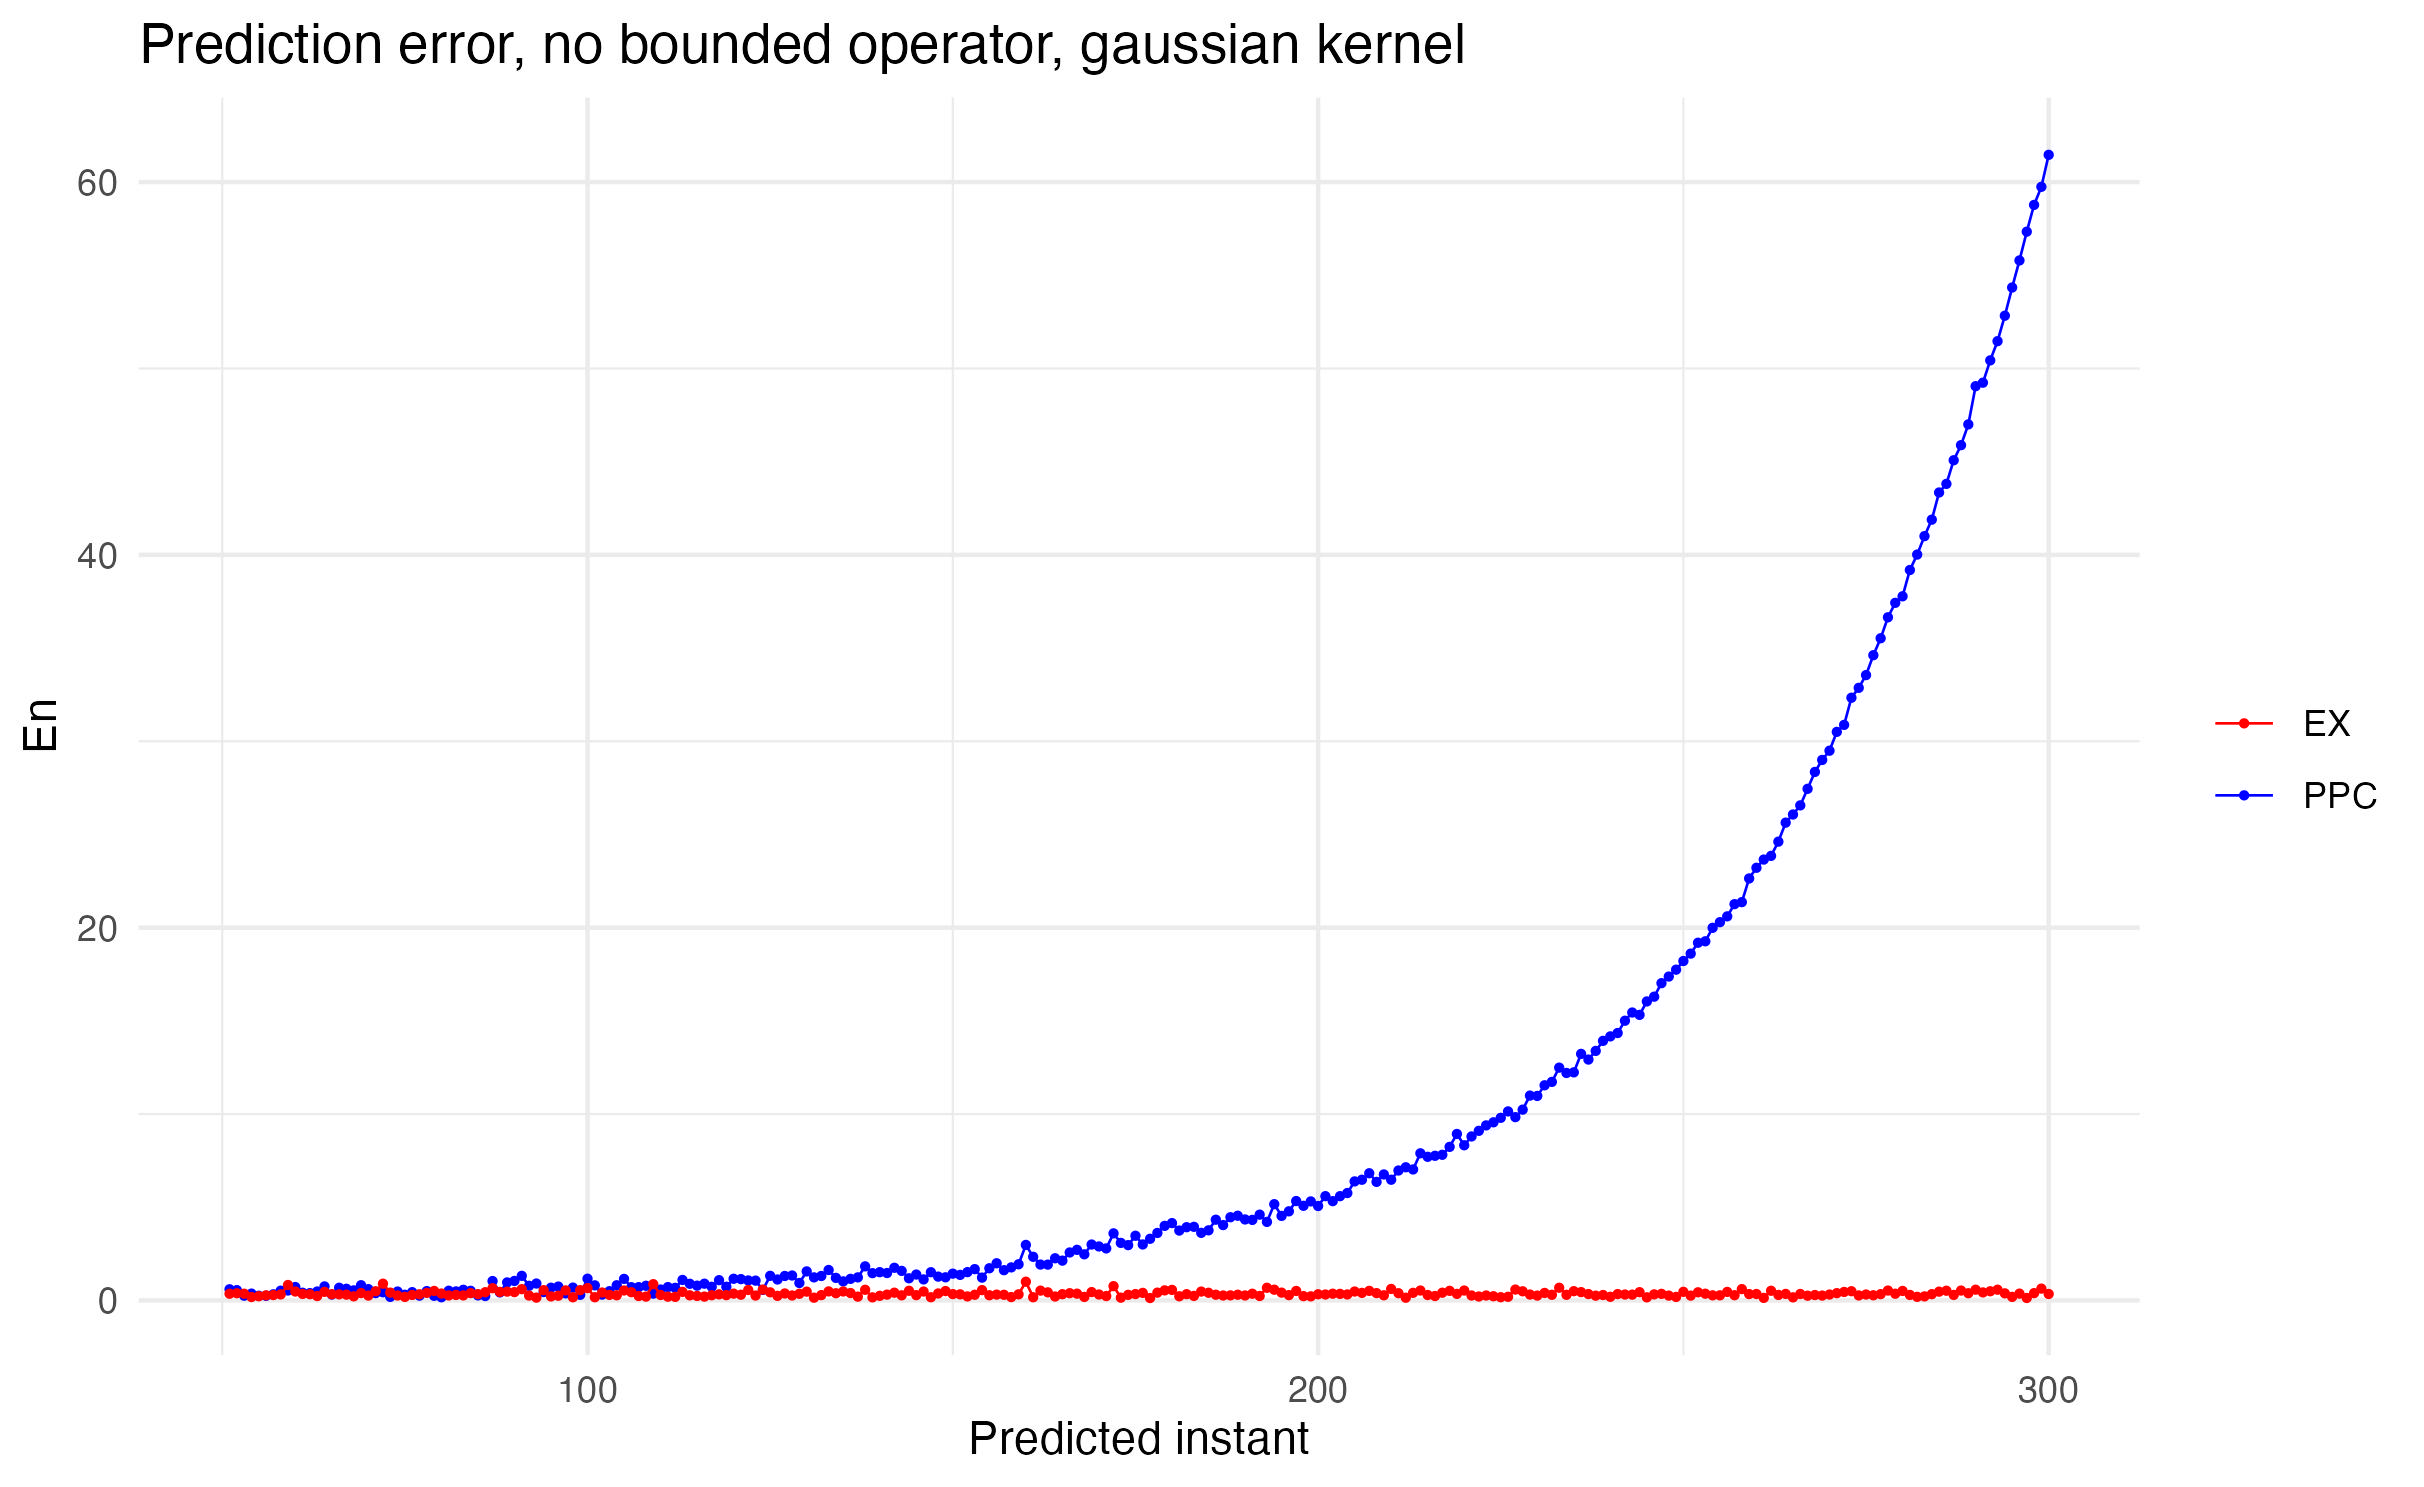 Prediction error, no bounded operator, gaussian kernel
60
40
20
0
En
100
200
300
Predicted instant
EX
PPC